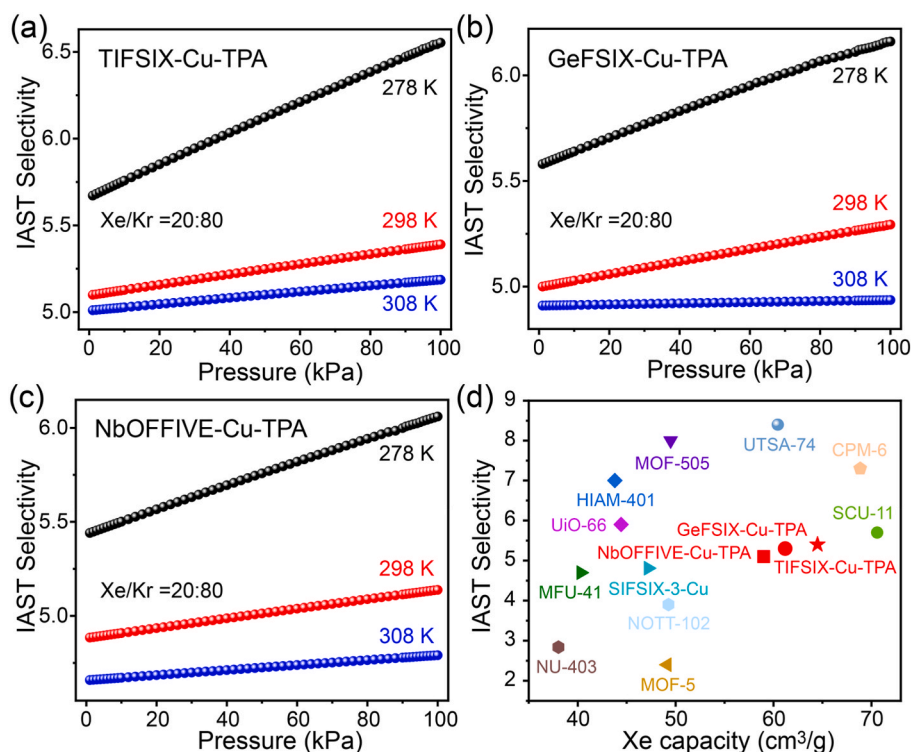 (a)
TIFSIX-Cu-TPA
278 K
Xe/Kr =20:80
298 K
308 K
IAST Selectivity
6.5
6.0
5.5
5.0
0 20 40 60 80 100
Pressure (kPa)
(b)
GeFSIX-Cu-TPA
278 K
Xe/Kr =20:80
298 K
308 K
IAST Selectivity
6.0
5.5
5.0
0 20 40 60 80 100
Pressure (kPa)
(c)
NbOFFIVE-Cu-TPA
278 K
Xe/Kr =20:80
298 K
308 K
IAST Selectivity
6.0
5.5
5.0
0 20 40 60 80 100
Pressure (kPa)
(d)
IAST Selectivity
9
8
7
6
5
4
3
2
UTSA-74
MOF-505
CPM-6
HIAM-401
SCU-11
UiO-66
GeFSIX-Cu-TPA
NbOFFIVE-Cu-TPA
TIFSIX-Cu-TPA
MFU-41
SIFSIX-3-Cu
NOTT-102
NU-403
MOF-5
40 50 60 70
Xe capacity (cm³/g)